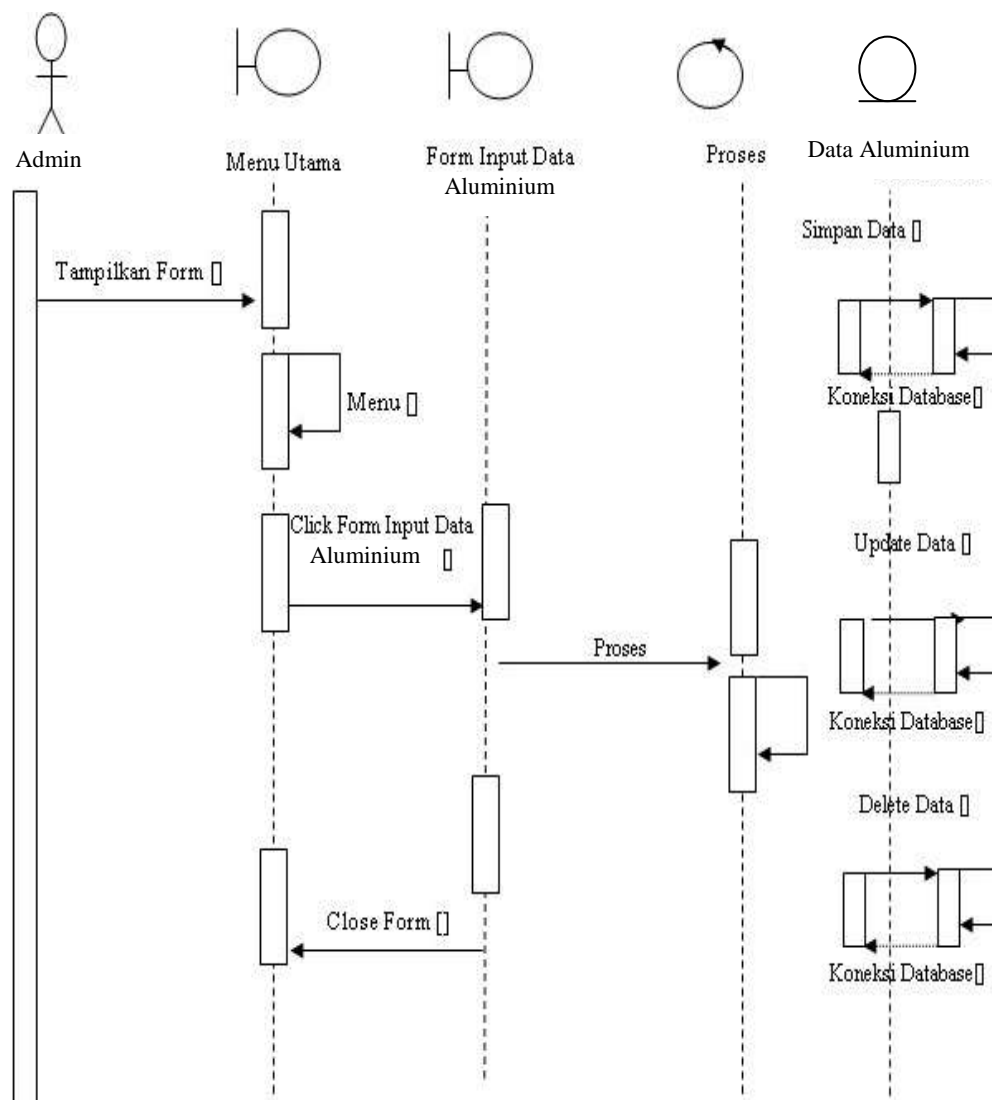 Admin
Menu Utama
Form Input Data
Aluminium
Proses
Data Aluminium
Simpan Data []
Tampilkan Form []
Koneksi Database[]
Menu []
Click Form Input Data
Aluminium []
Update Data []
Proses
Koneksi Database[]
Delete Data []
Close Form []
Koneksi Database[]